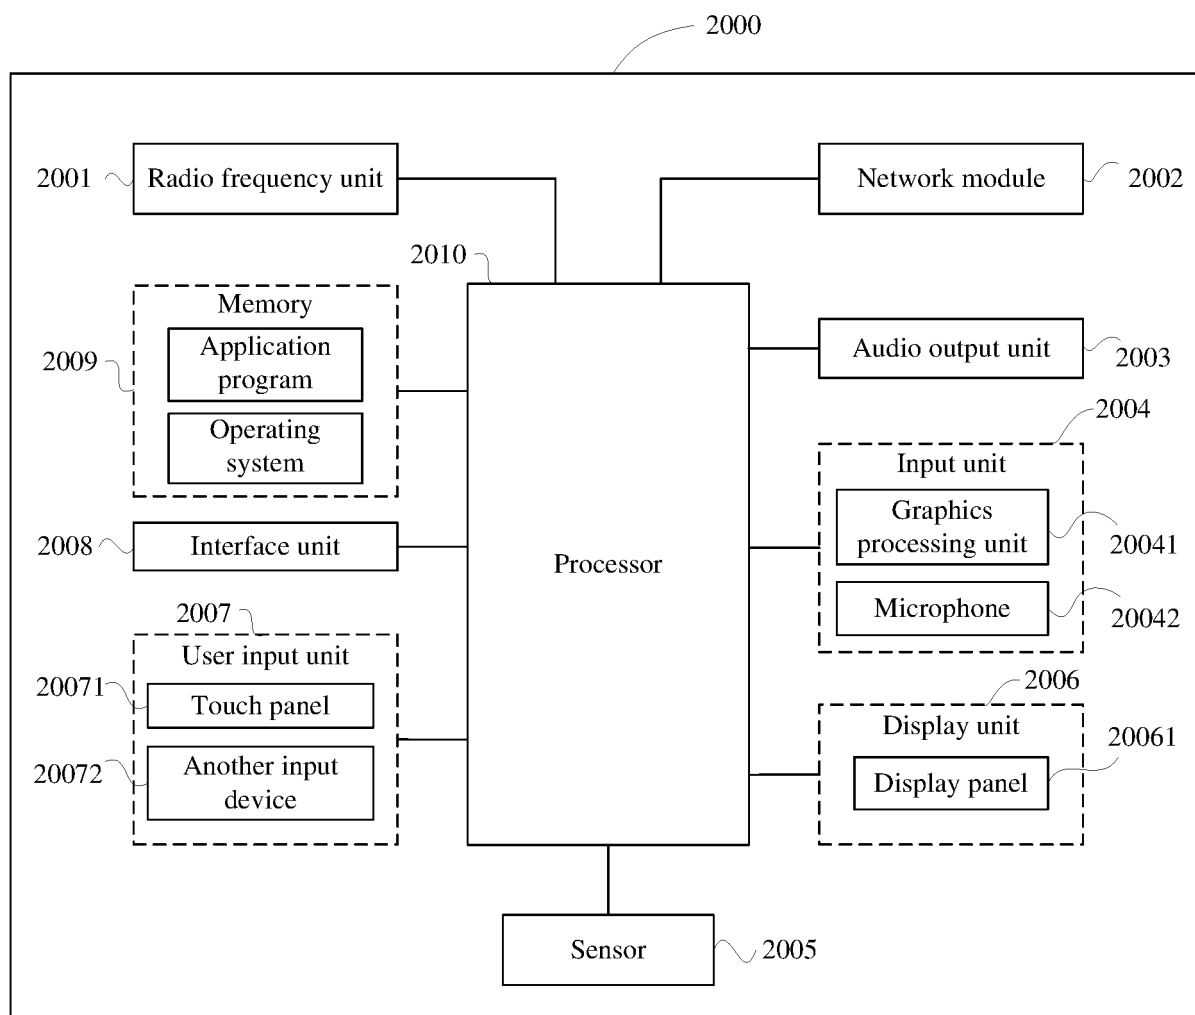 2000
2001
Radio frequency unit
Network module
2002
2010
Memory
Application
program
Operating
system
2009
Audio output unit
2003
2004
Input unit
Graphics
processing unit
20041
Microphone
20042
2008
Interface unit
Processor
2007
User input unit
20071
Touch panel
20072
Another input
device
2006
Display unit
20061
Display panel
Sensor
2005